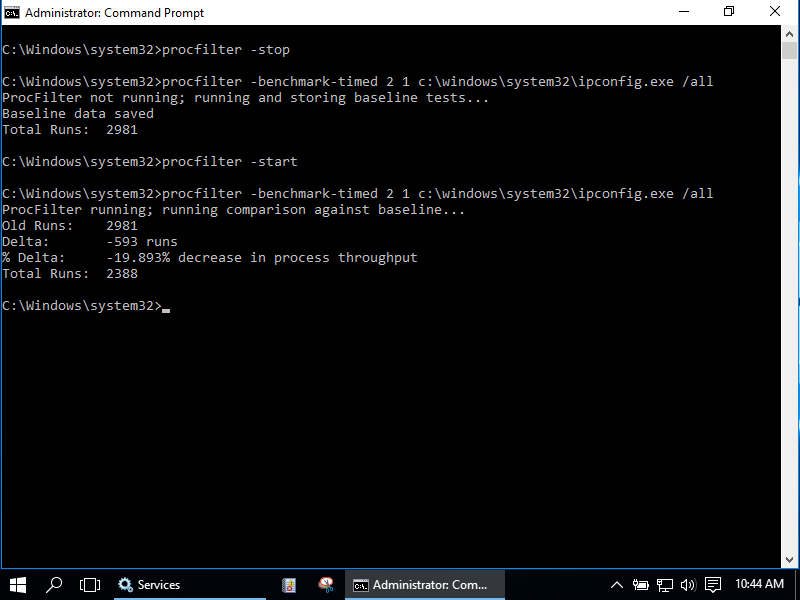 Administrator: Command Prompt
C:\Windows\system32>procfilter -stop
C:\Windows\system32>procfilter -benchmark-timed 2 1 c:\windows\system32\ipconfig.exe /all
ProcFilter not running; running and storing baseline tests...
Baseline data saved
Total Runs:  2981
C:\Windows\system32>procfilter -start
C:\Windows\system32>procfilter -benchmark-timed 2 1 c:\windows\system32\ipconfig.exe /all
ProcFilter running; running comparison against baseline...
Old Runs:    2981
Delta:       -593 runs
% Delta:     -19.893% decrease in process throughput
Total Runs:  2388
C:\Windows\system32>
Services
Administrator: Com...
10:44 AM